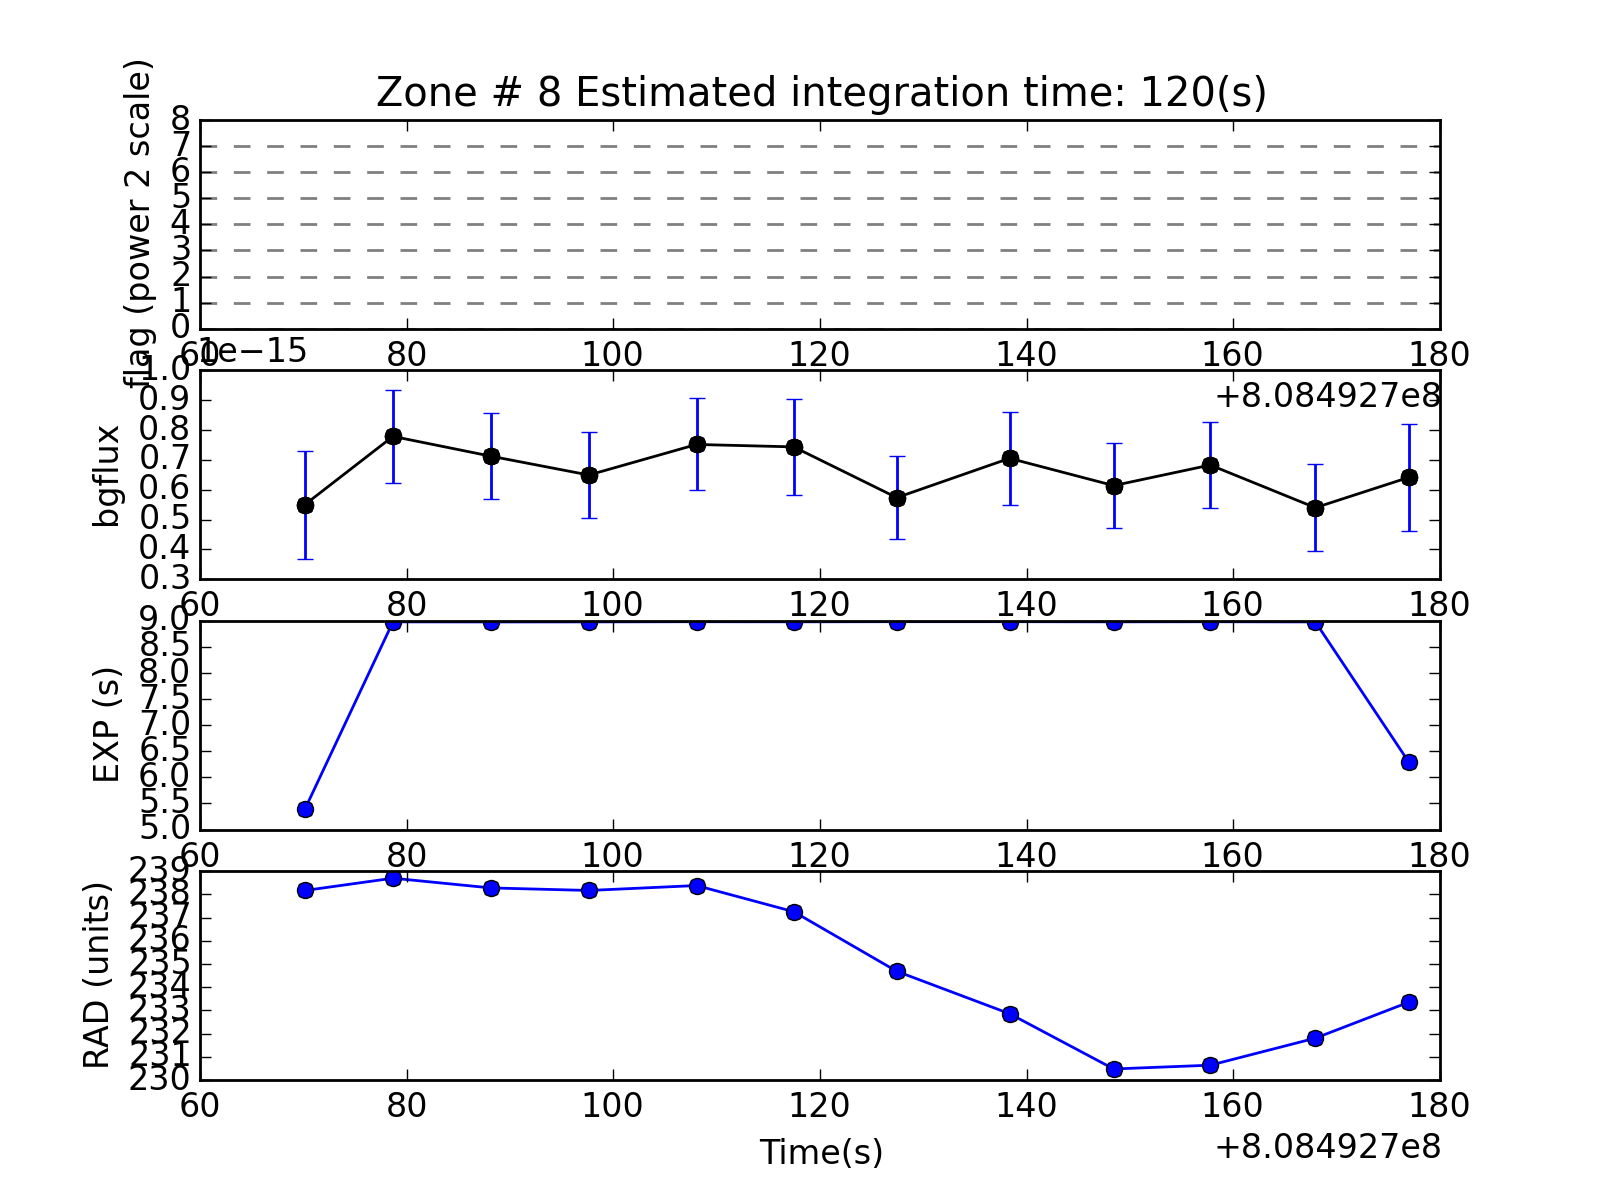 Zone # 8 Estimated integration time: 120(s)
flag (power 2 scale)
8
7
6
5
4
3
2
1
0
60 80 100 120 140 160 180
+8.084927e8
1e−15
bgflux
1.0
0.9
0.8
0.7
0.6
0.5
0.4
0.3
60 80 100 120 140 160 180
EXP (s)
9.0
8.5
8.0
7.5
7.0
6.5
6.0
5.5
5.0
60 80 100 120 140 160 180
RAD (units)
239
238
237
236
235
234
233
232
231
230
60 80 100 120 140 160 180
Time(s)
+8.084927e8